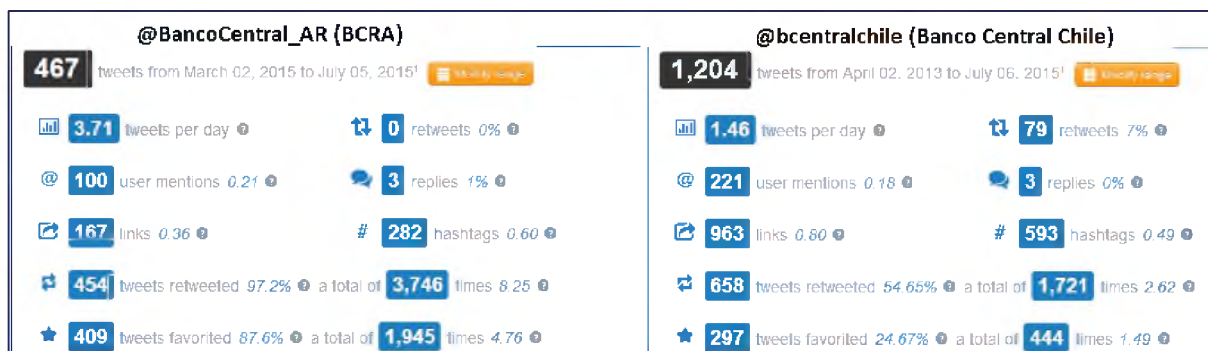 @BancoCentral_AR (BCRA)
467 tweets from March 02, 2015 to July 05, 2015¹ Modify range
3.71 tweets per day
0 retweets 0%
@ 100 user mentions 0.21
3 replies 1%
167 links 0.36
# 282 hashtags 0.60
454 tweets retweeted 97.2% a total of 3,746 times 8.25
409 tweets favorited 87.6% a total of 1,945 times 4.76
@bcentralchile (Banco Central Chile)
1,204 tweets from April 02, 2013 to July 06, 2015¹ Modify range
1.46 tweets per day
79 retweets 7%
@ 221 user mentions 0.18
3 replies 0%
963 links 0.80
# 593 hashtags 0.49
658 tweets retweeted 54.65% a total of 1,721 times 2.62
297 tweets favorited 24.67% a total of 444 times 1.49